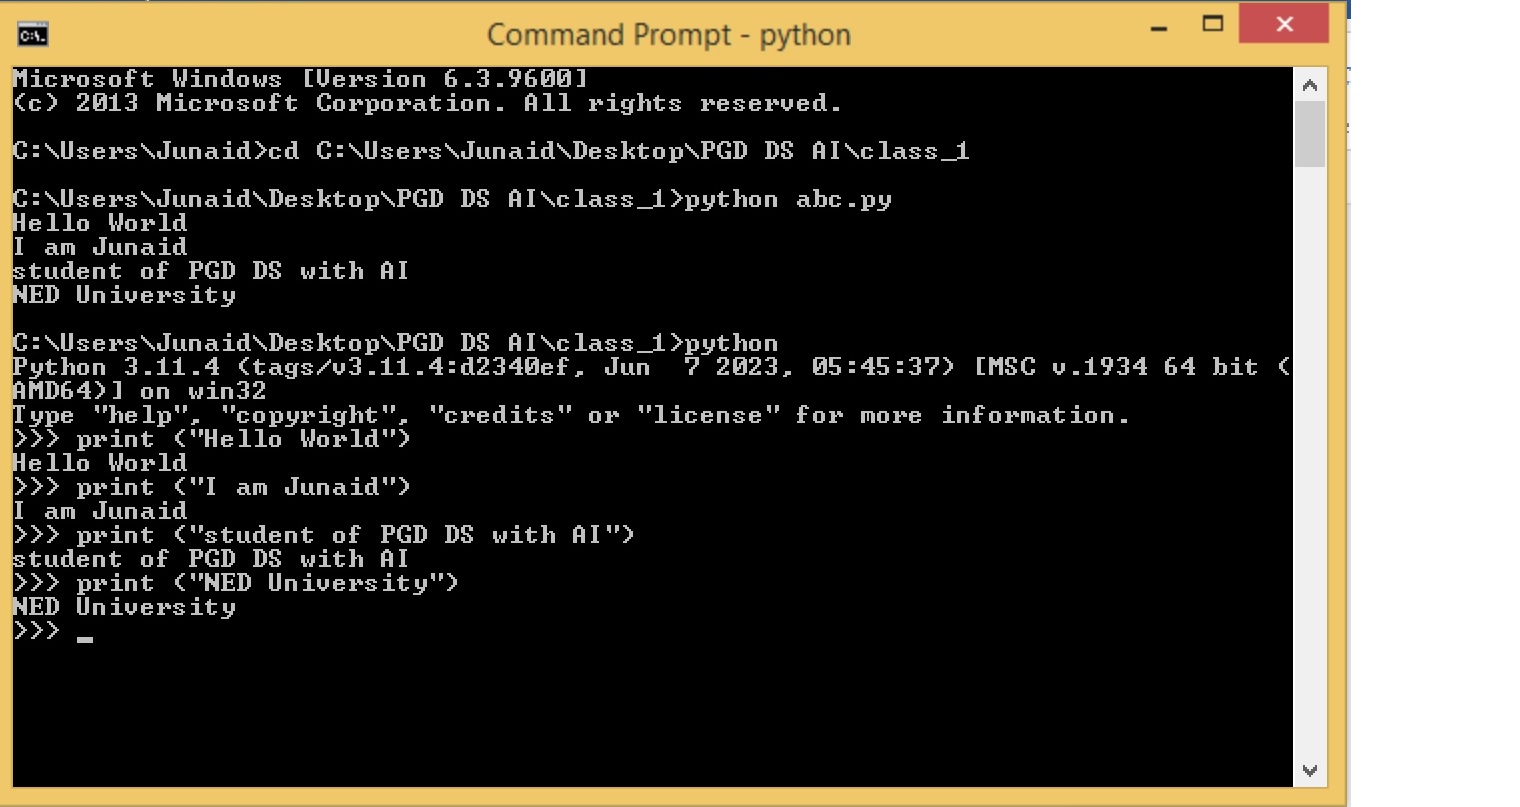 Command Prompt - python
Microsoft Windows [Version 6.3.9600]
(c) 2013 Microsoft Corporation. All rights reserved.
C:\Users\Junaid>cd C:\Users\Junaid\Desktop\PGD DS AI\class_1
C:\Users\Junaid\Desktop\PGD DS AI\class_1>python abc.py
Hello World
I am Junaid
student of PGD DS with AI
NED University
C:\Users\Junaid\Desktop\PGD DS AI\class_1>python
Python 3.11.4 (tags/v3.11.4:d2340ef, Jun  7 2023, 05:45:37) [MSC v.1934 64 bit (
AMD64)] on win32
Type "help", "copyright", "credits" or "license" for more information.
>>> print ("Hello World")
Hello World
>>> print ("I am Junaid")
I am Junaid
>>> print ("student of PGD DS with AI")
student of PGD DS with AI
>>> print ("NED University")
NED University
>>> _